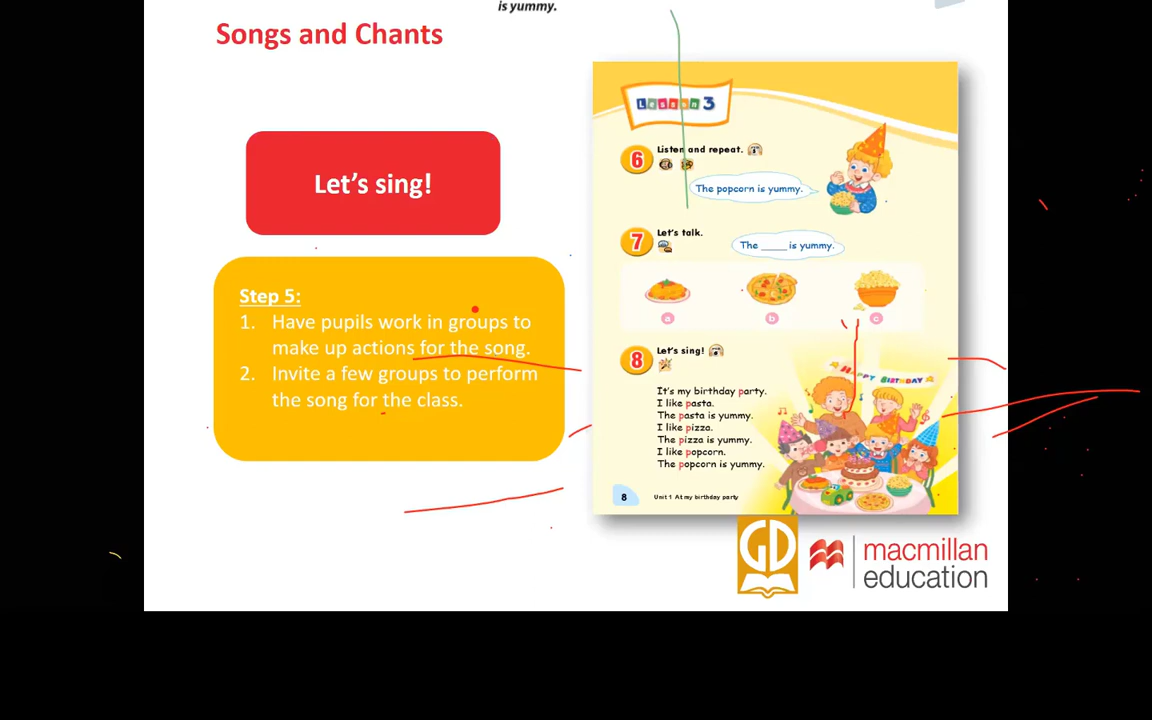 is yummy.
Songs and Chants
Let's sing!
Step 5:
1. Have pupils work in groups to
make up actions for the song.
2. Invite a few groups to perform
the song for the class.
Lesson 3
6 Listen and repeat.
The popcorn is yummy.
7 Let's talk.
The _____ is yummy.
a b c
8 Let's sing!
It's my birthday party.
I like pasta.
The pasta is yummy.
I like pizza.
The pizza is yummy.
I like popcorn.
The popcorn is yummy.
HAPPY BIRTHDAY
8 Unit 1 At my birthday party
GD
macmillan
education